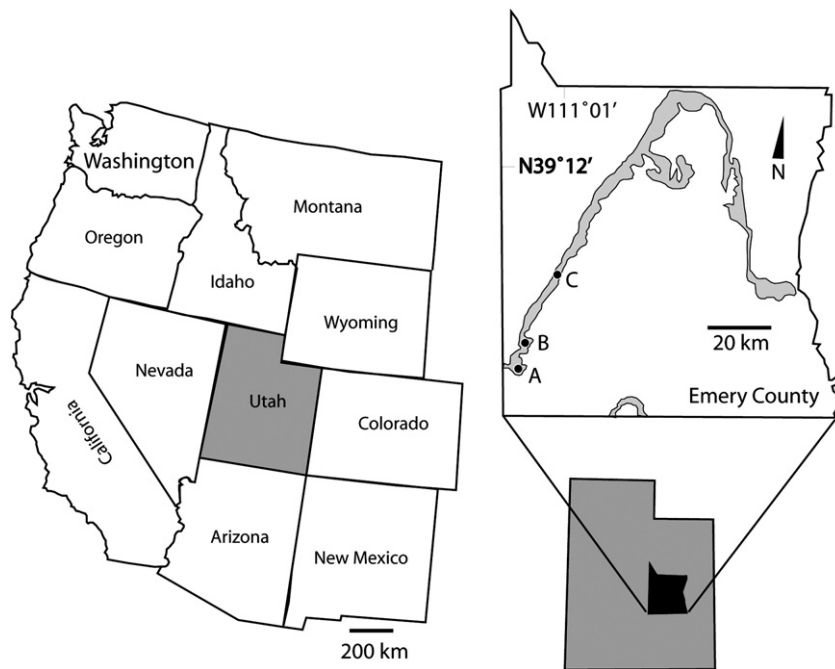 Washington
Oregon
Montana
Idaho
Wyoming
Nevada
Utah
Colorado
California
Arizona
New Mexico
200 km
W111°01′
N39°12′
N
C
B
A
20 km
Emery County